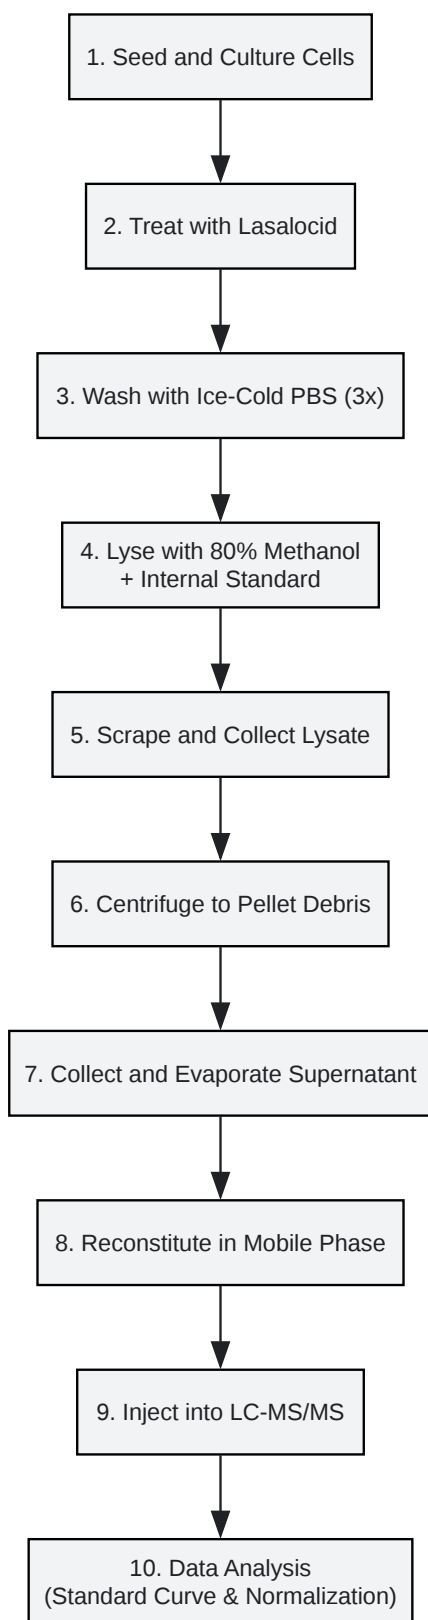 1. Seed and Culture Cells
2. Treat with Lasalocid
3. Wash with Ice-Cold PBS (3x)
4. Lyse with 80% Methanol
+ Internal Standard
5. Scrape and Collect Lysate
6. Centrifuge to Pellet Debris
7. Collect and Evaporate Supernatant
8. Reconstitute in Mobile Phase
9. Inject into LC-MS/MS
10. Data Analysis
(Standard Curve & Normalization)